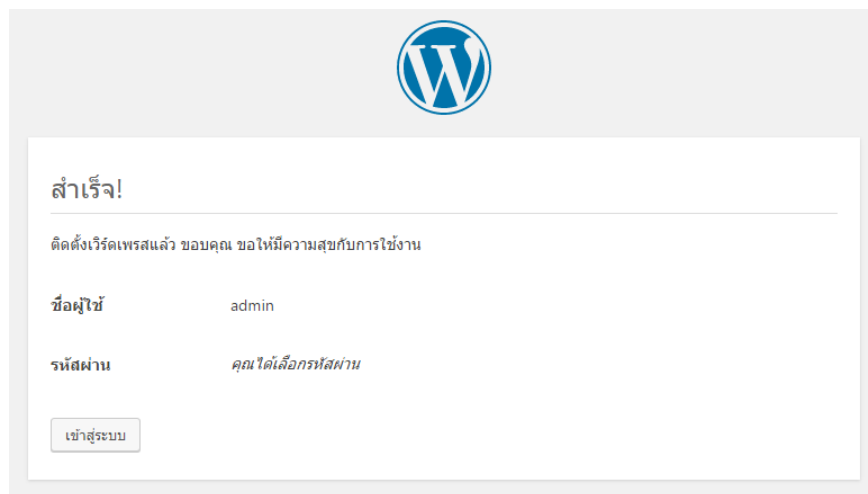 สำเร็จ!
ติดตั้งเวิร์ดเพรสแล้ว ขอบคุณ ขอให้มีความสุขกับการใช้งาน
ชื่อผู้ใช้ admin
รหัสผ่าน คุณได้เลือกรหัสผ่าน
เข้าสู่ระบบ